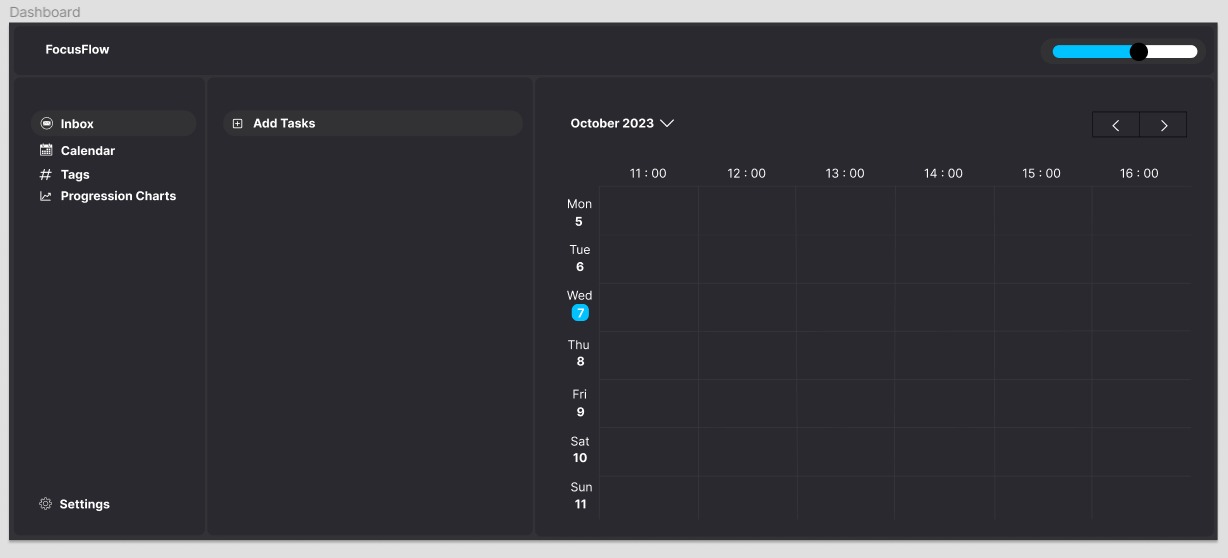 Dashboard
FocusFlow
Inbox
Calendar
Tags
Progression Charts
Settings
Add Tasks
October 2023
11 : 00 12 : 00 13 : 00 14 : 00 15 : 00 16 : 00
Mon
5
Tue
6
Wed
7
Thu
8
Fri
9
Sat
10
Sun
11